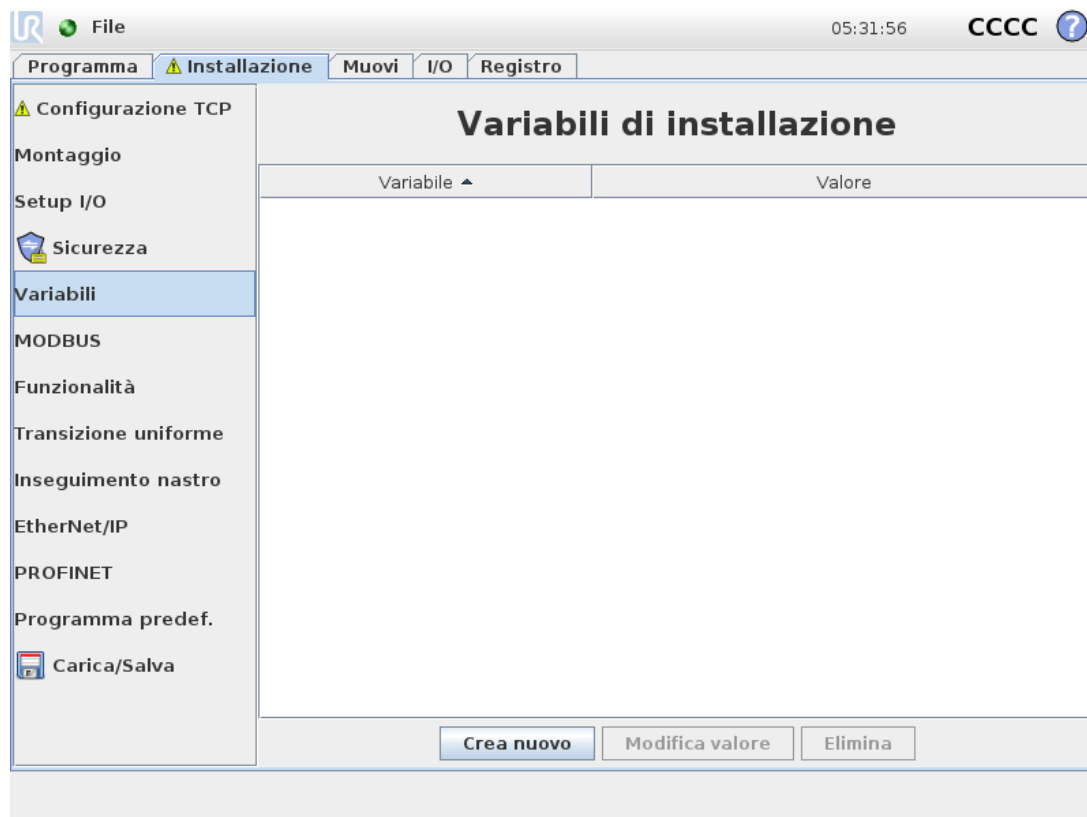 UR File 05:31:56 CCCC ?
Programma Installazione Muovi I/O Registro
Configurazione TCP
Montaggio
Setup I/O
Sicurezza
Variabili
MODBUS
Funzionalità
Transizione uniforme
Inseguimento nastro
EtherNet/IP
PROFINET
Programma predef.
Carica/Salva
Variabili di installazione
Variabile Valore
Crea nuovo Modifica valore Elimina